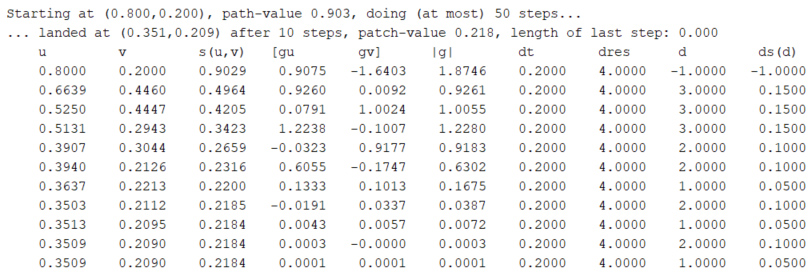 Starting at (0.800,0.200), path-value 0.903, doing (at most) 50 steps...
... landed at (0.351,0.209) after 10 steps, patch-value 0.218, length of last step: 0.000
u v s(u,v) [gu gv] |g| dt dres d ds(d)
0.8000 0.2000 0.9029 0.9075 -1.6403 1.8746 0.2000 4.0000 -1.0000 -1.0000
0.6639 0.4460 0.4964 0.9260 0.0092 0.9261 0.2000 4.0000 3.0000 0.1500
0.5250 0.4447 0.4205 0.0791 1.0024 1.0055 0.2000 4.0000 3.0000 0.1500
0.5131 0.2943 0.3423 1.2238 -0.1007 1.2280 0.2000 4.0000 3.0000 0.1500
0.3907 0.3044 0.2659 -0.0323 0.9177 0.9183 0.2000 4.0000 2.0000 0.1000
0.3940 0.2126 0.2316 0.6055 -0.1747 0.6302 0.2000 4.0000 2.0000 0.1000
0.3637 0.2213 0.2200 0.1333 0.1013 0.1675 0.2000 4.0000 1.0000 0.0500
0.3503 0.2112 0.2185 -0.0191 0.0337 0.0387 0.2000 4.0000 2.0000 0.1000
0.3513 0.2095 0.2184 0.0043 0.0057 0.0072 0.2000 4.0000 1.0000 0.0500
0.3509 0.2090 0.2184 0.0003 -0.0000 0.0003 0.2000 4.0000 2.0000 0.1000
0.3509 0.2090 0.2184 0.0001 0.0001 0.0001 0.2000 4.0000 1.0000 0.0500